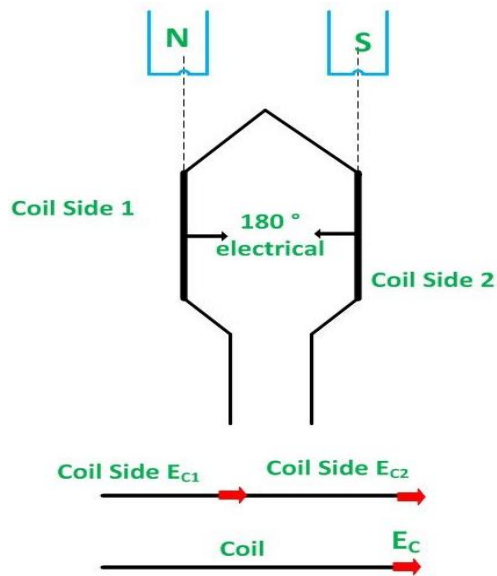 N
S
Coil Side 1
180 °
electrical
Coil Side 2
Coil Side EC1
Coil Side EC2
Coil
EC